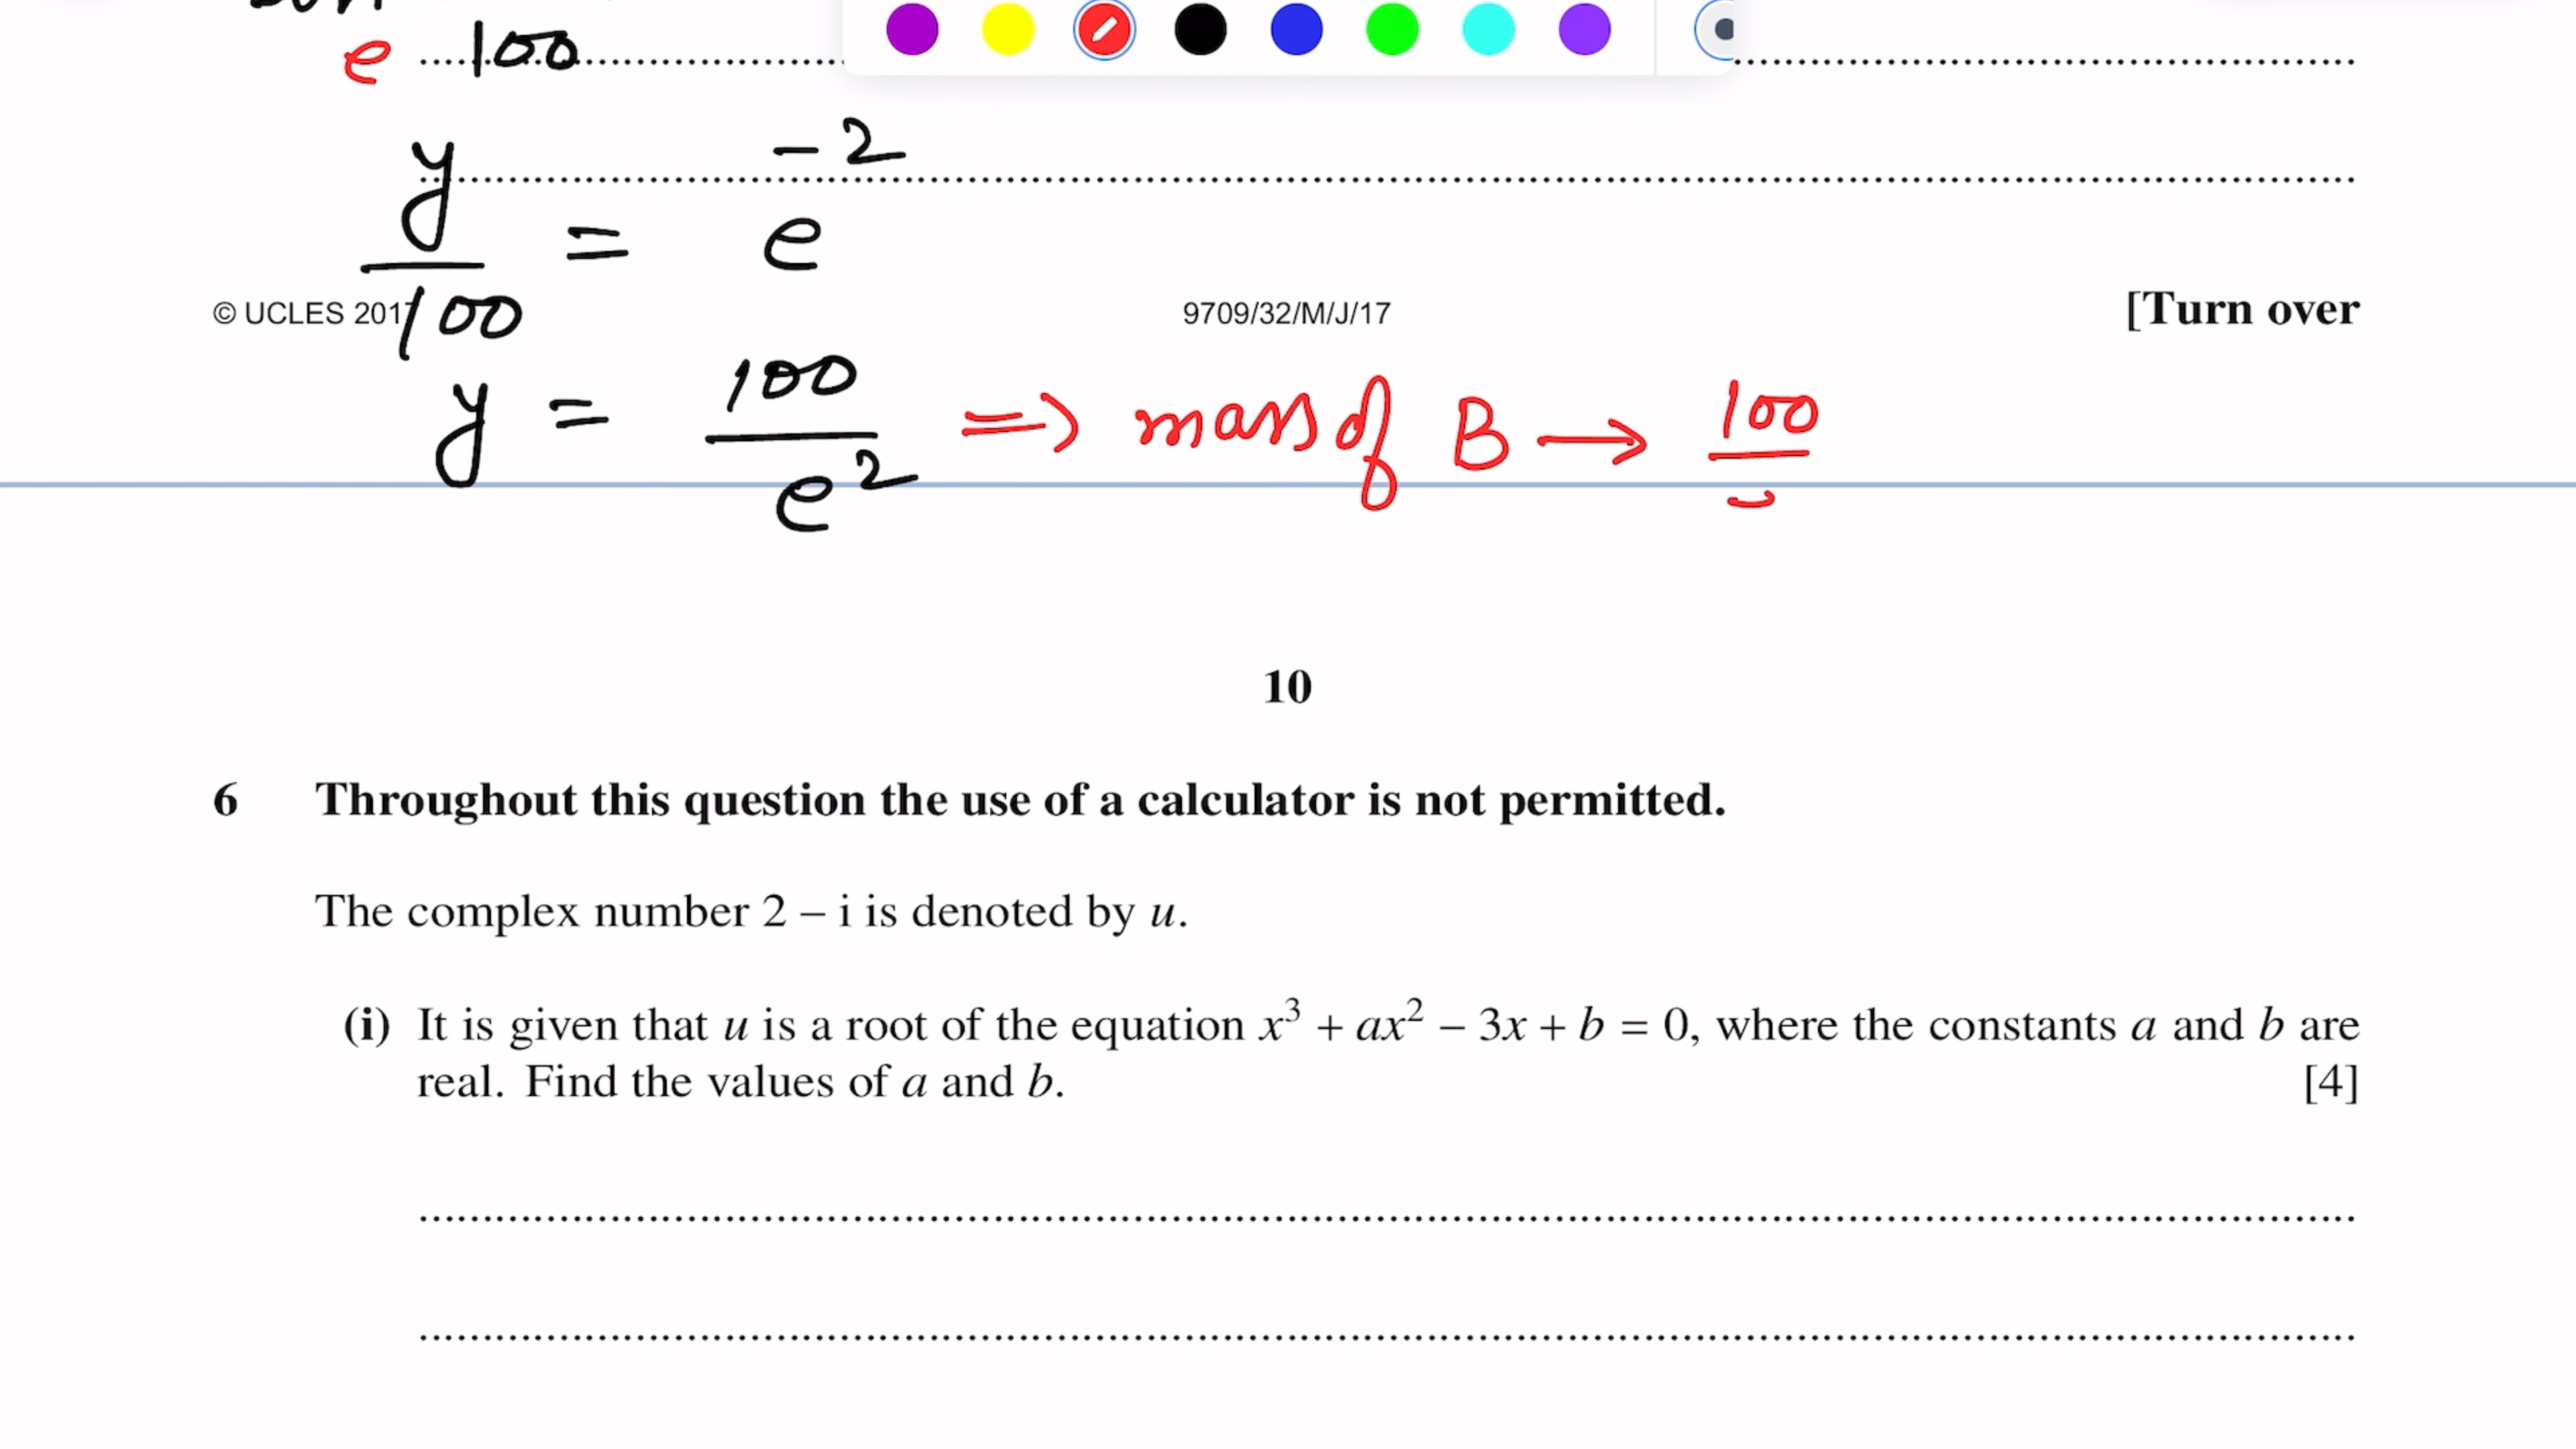 e 100
y/100 = e^-2
© UCLES 201 9709/32/M/J/17 [Turn over
y = 100/e^2 => mass of B → 100
10
6 Throughout this question the use of a calculator is not permitted.
The complex number 2 – i is denoted by u.
(i) It is given that u is a root of the equation x³ + ax² – 3x + b = 0, where the constants a and b are
real. Find the values of a and b. [4]